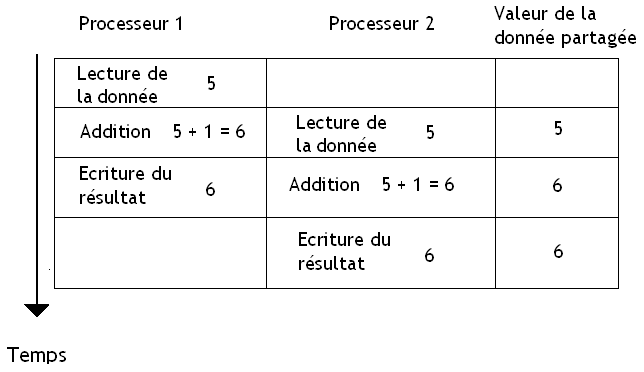 Processeur 1
Processeur 2
Valeur de la
donnée partagée
Lecture de
la donnée
5
Addition 5 + 1 = 6
Lecture de
la donnée
5
5
Ecriture du
résultat
6
Addition 5 + 1 = 6
6
Ecriture du
résultat
6
6
Temps